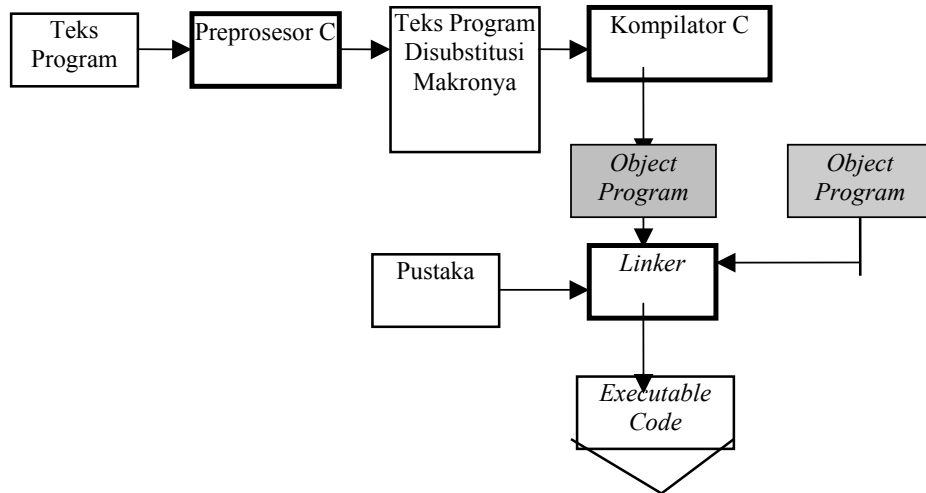 Teks
Program
Preprosesor C
Teks Program
Disubstitusi
Makronya
Kompilator C
Object
Program
Object
Program
Pustaka
Linker
Executable
Code